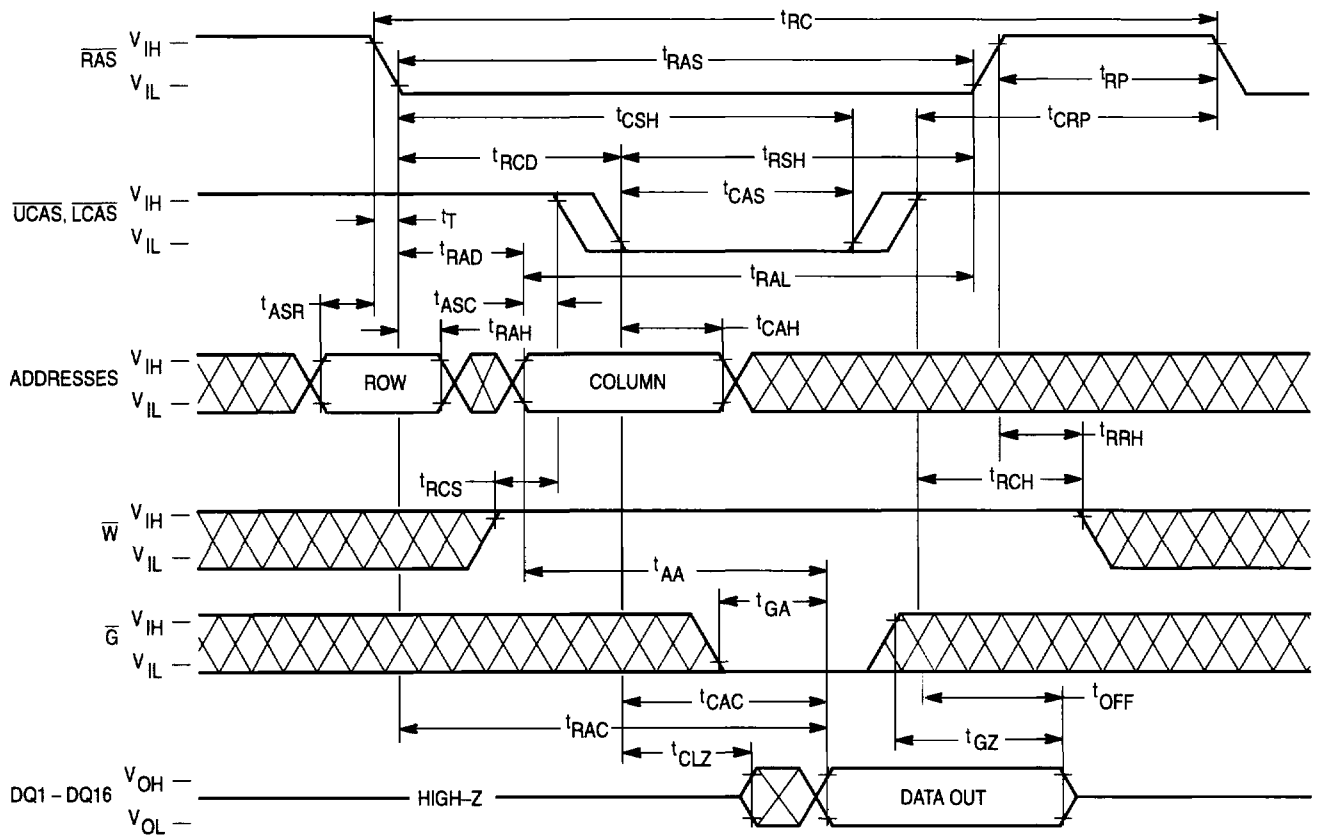 tRC
RAS VIH
VIL
tRAS
tRP
tCSH
tCRP
tRCD
tRSH
UCAS, LCAS VIH
VIL
tCAS
tT
tRAD
tRAL
tASR
tASC
tRAH
tCAH
ADDRESSES VIH
VIL
ROW
COLUMN
tRRH
tRCS
tRCH
W VIH
VIL
tAA
tGA
G VIH
VIL
tCAC
tOFF
tRAC
tGZ
tCLZ
DQ1 – DQ16 VOH
VOL
HIGH–Z
DATA OUT